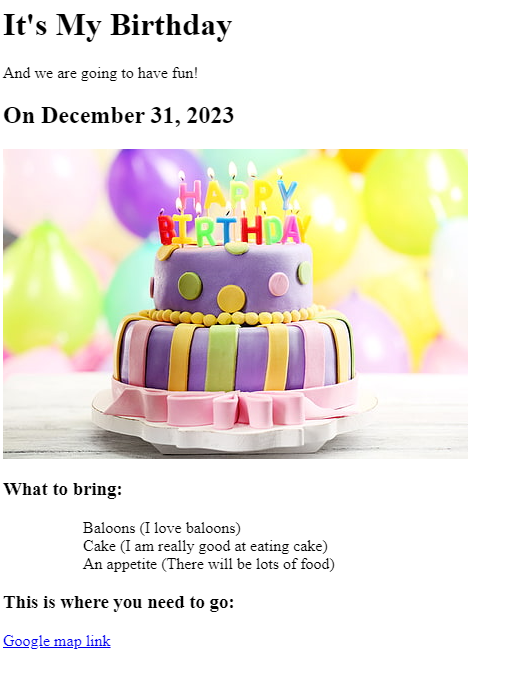 It's My Birthday
And we are going to have fun!
On December 31, 2023
HAPPY
BIRTHDAY
What to bring:
Baloons (I love baloons)
Cake (I am really good at eating cake)
An appetite (There will be lots of food)
This is where you need to go:
Google map link